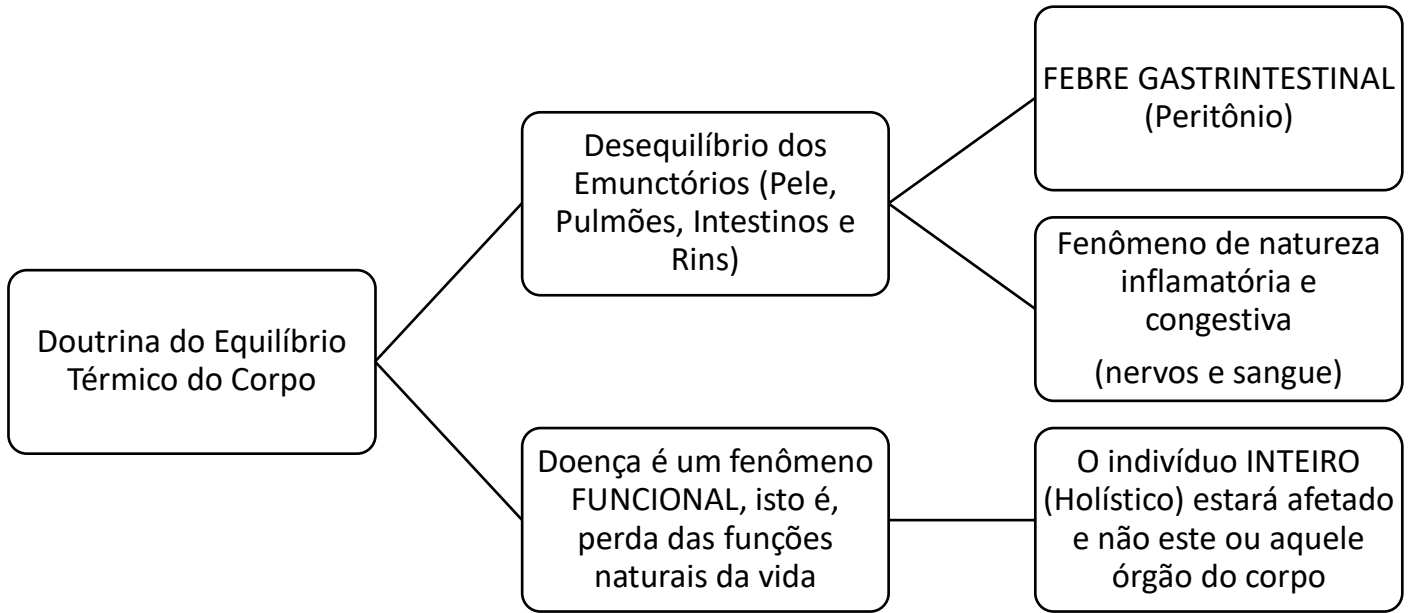 Doutrina do Equilíbrio
Térmico do Corpo
Desequilíbrio dos
Emunctórios (Pele,
Pulmões, Intestinos e
Rins)
FEBRE GASTRINTESTINAL
(Peritônio)
Fenômeno de natureza
inflamatória e
congestiva
(nervos e sangue)
Doença é um fenômeno
FUNCIONAL, isto é,
perda das funções
naturais da vida
O indivíduo INTEIRO
(Holístico) estará afetado
e não este ou aquele
órgão do corpo